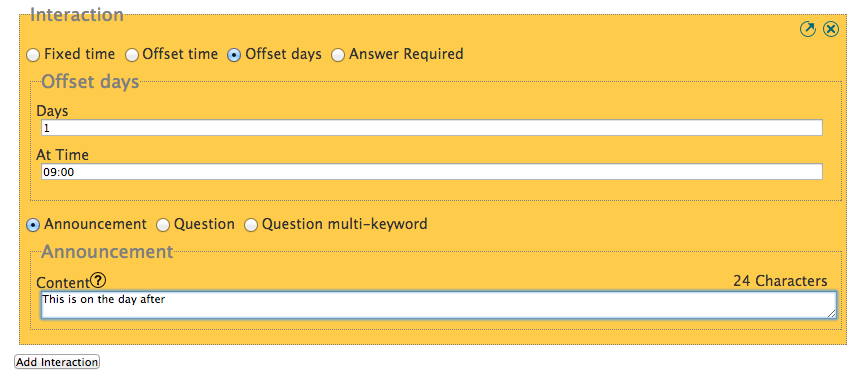 Interaction
Fixed time Offset time Offset days Answer Required
Offset days
Days
1
At Time
09:00
Announcement Question Question multi-keyword
Announcement
Content? 24 Characters
This is on the day after
Add Interaction